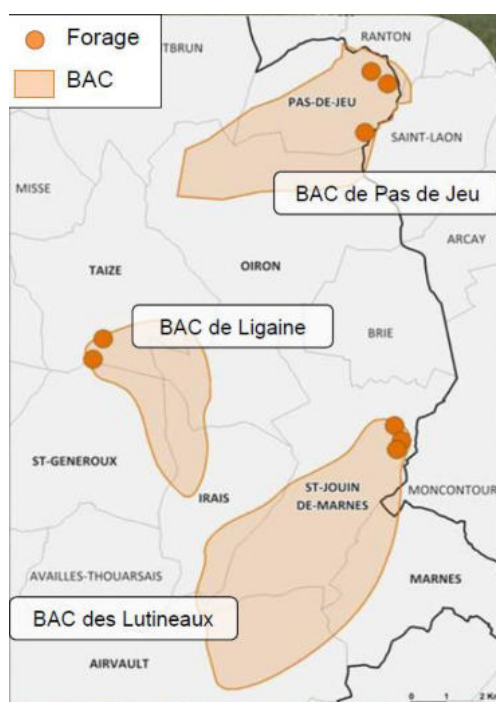 Forage
BAC
RANTON
TBRUN
PAS-DE-JEU
SAINT-LAON
MISSE
BAC de Pas de Jeu
ARCAY
TAIZE
OIRON
BAC de Ligaine
BRIE
ST-GENEROUX
IRAIS
ST-JOUIN
DE-MARNES
MONCONTOUR
AVAILLES-THOUARSAIS
MARNES
BAC des Lutineaux
AIRVAULT
0 1 2 K